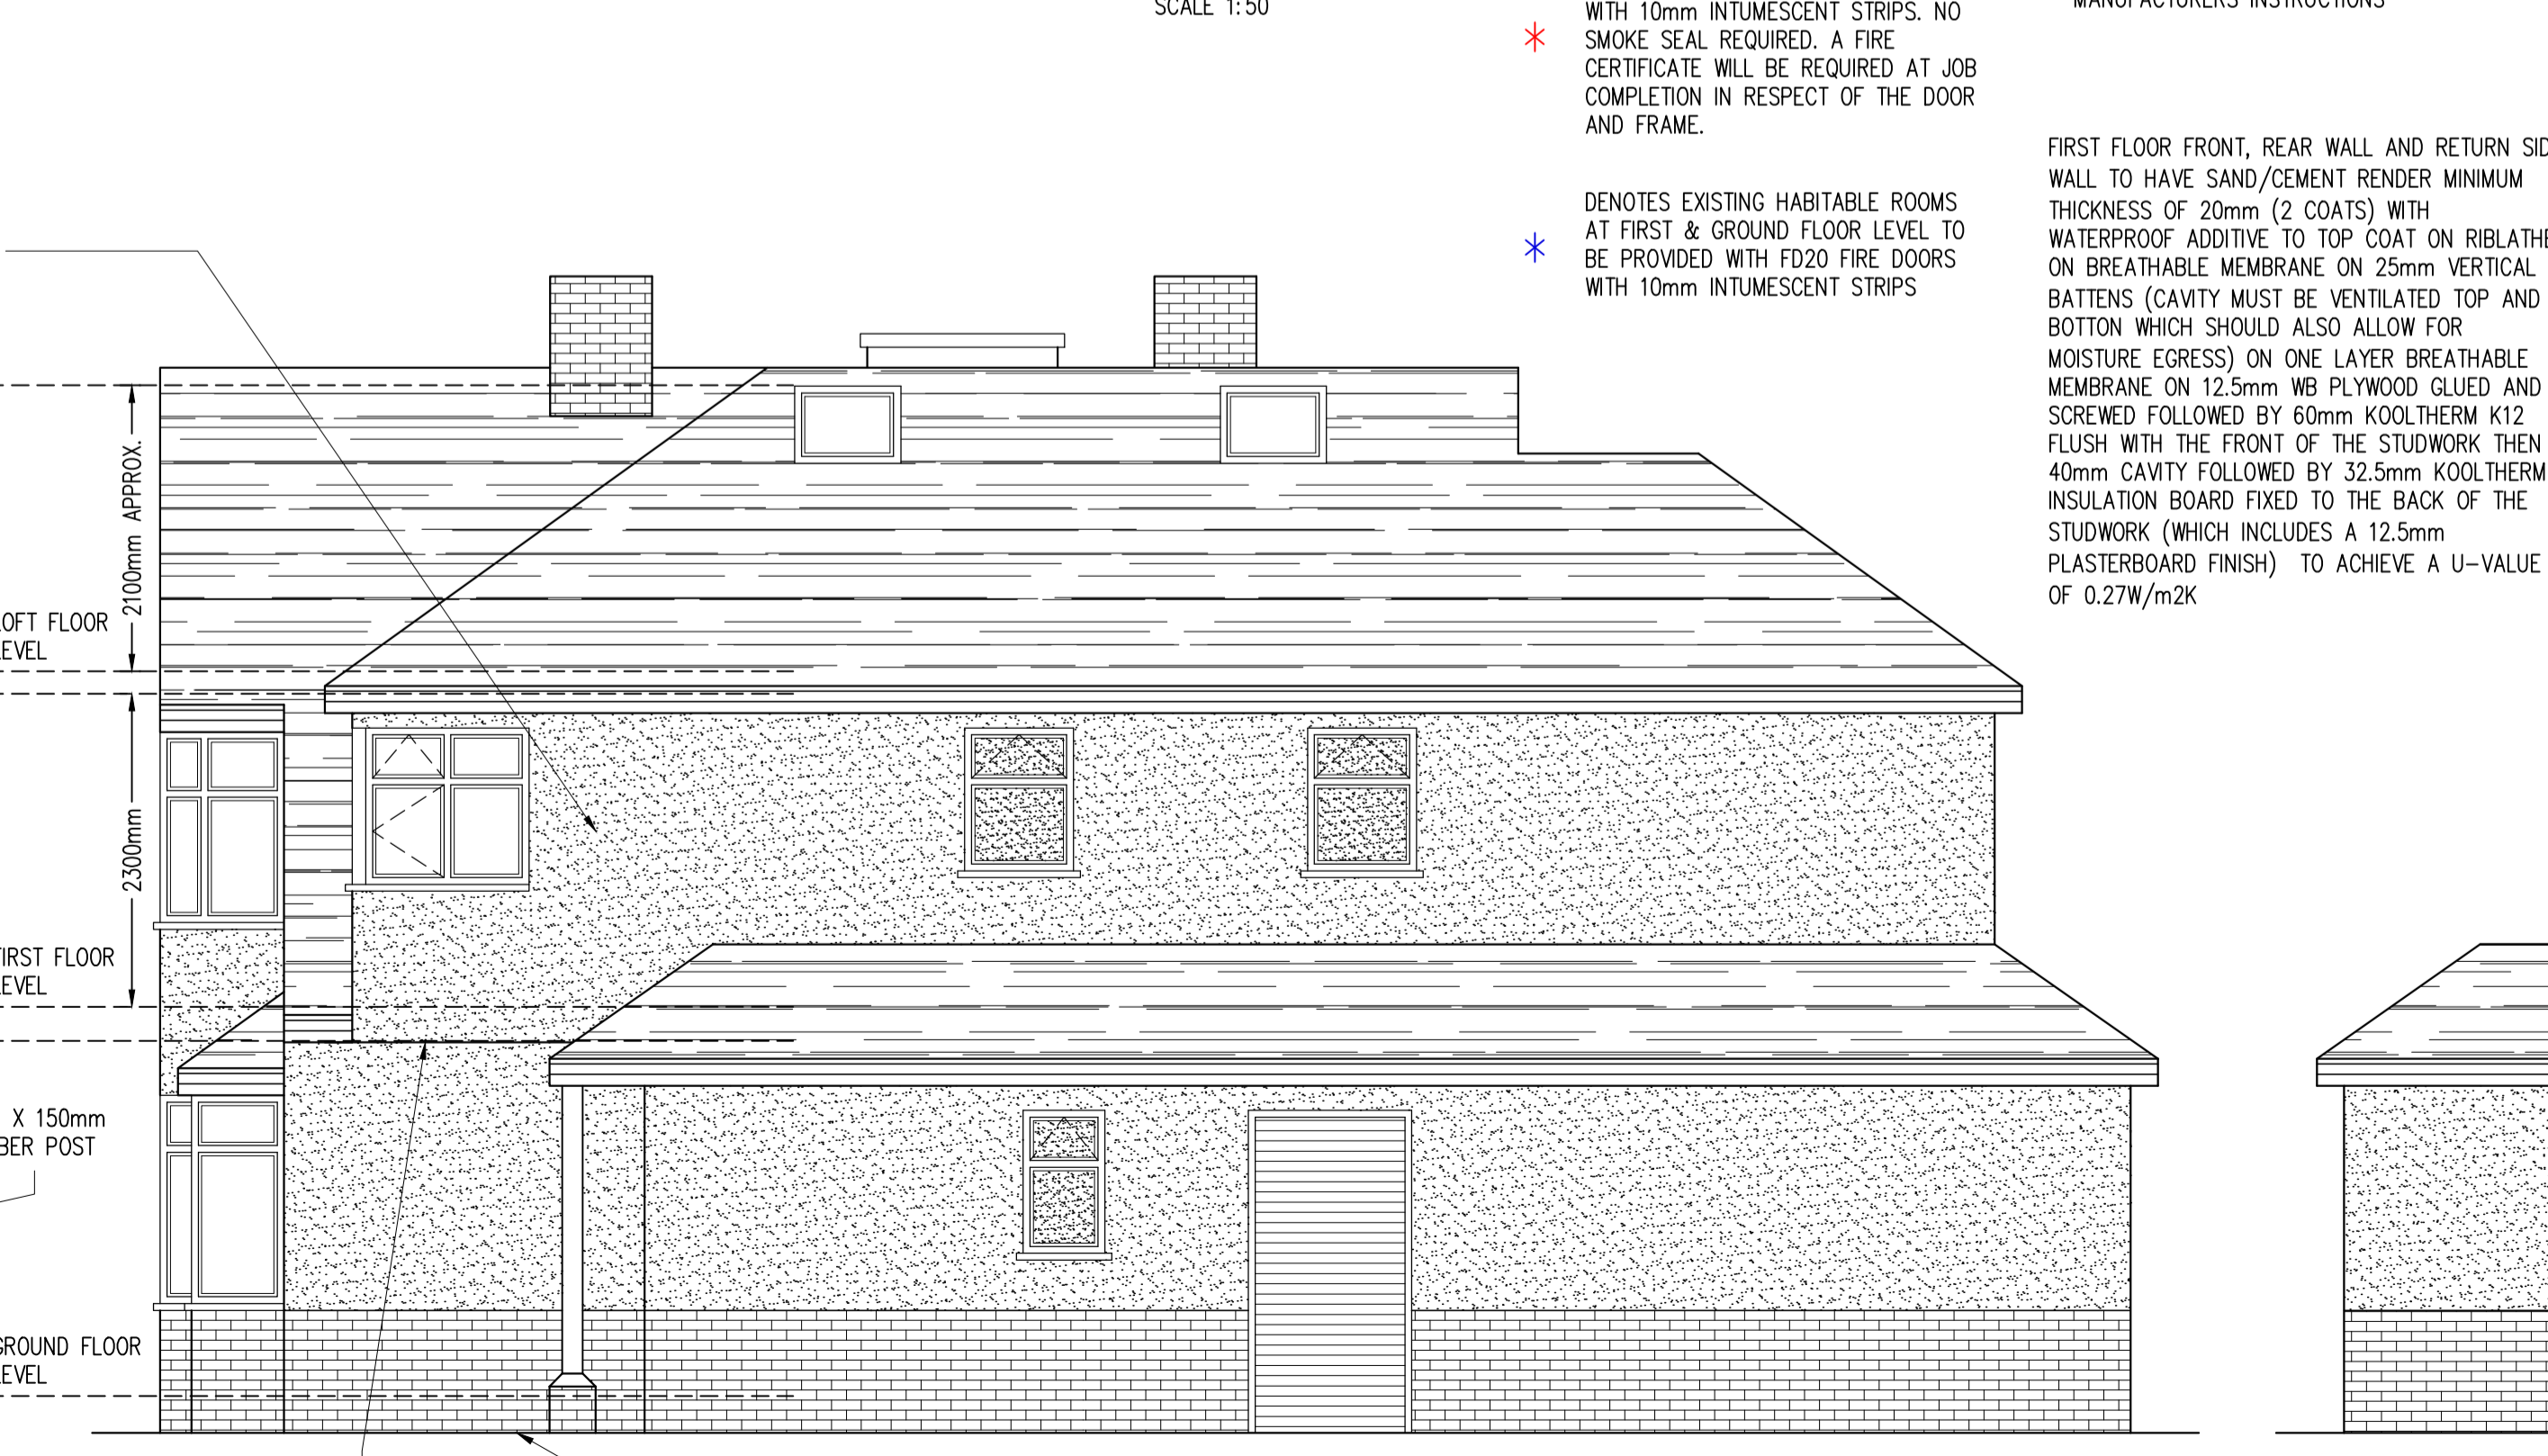 SCALE 1:50
WITH 10mm INTUMESCENT STRIPS. NO
SMOKE SEAL REQUIRED. A FIRE
CERTIFICATE WILL BE REQUIRED AT JOB
COMPLETION IN RESPECT OF THE DOOR
AND FRAME.
DENOTES EXISTING HABITABLE ROOMS
AT FIRST & GROUND FLOOR LEVEL TO
BE PROVIDED WITH FD20 FIRE DOORS
WITH 10mm INTUMESCENT STRIPS
MANUFACTURERS INSTRUCTIONS
FIRST FLOOR FRONT, REAR WALL AND RETURN SID
WALL TO HAVE SAND/CEMENT RENDER MINIMUM
THICKNESS OF 20mm (2 COATS) WITH
WATERPROOF ADDITIVE TO TOP COAT ON RIBLATHE
ON BREATHABLE MEMBRANE ON 25mm VERTICAL
BATTENS (CAVITY MUST BE VENTILATED TOP AND
BOTTON WHICH SHOULD ALSO ALLOW FOR
MOISTURE EGRESS) ON ONE LAYER BREATHABLE
MEMBRANE ON 12.5mm WB PLYWOOD GLUED AND
SCREWED FOLLOWED BY 60mm KOOLTHERM K12
FLUSH WITH THE FRONT OF THE STUDWORK THEN
40mm CAVITY FOLLOWED BY 32.5mm KOOLTHERM
INSULATION BOARD FIXED TO THE BACK OF THE
STUDWORK (WHICH INCLUDES A 12.5mm
PLASTERBOARD FINISH) TO ACHIEVE A U-VALUE
OF 0.27W/m2K
2100mm APPROX.
OFT FLOOR
EVEL
2300mm
FIRST FLOOR
EVEL
X 150mm
BER POST
GROUND FLOOR
EVEL